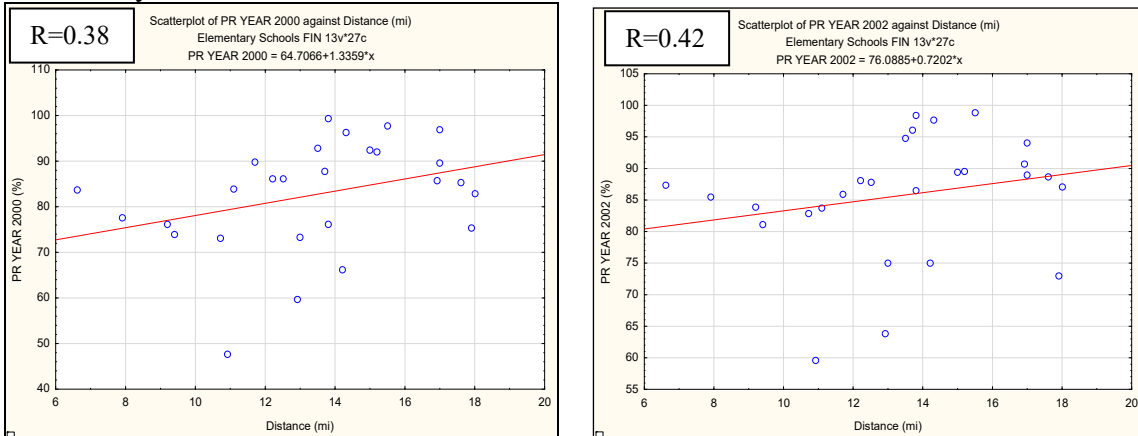 R=0.38
Scatterplot of PR YEAR 2000 against Distance (mi)
Elementary Schools FIN 13v*27c
PR YEAR 2000 = 64.7066+1.3359*x
110
100
90
80
70
60
50
40
PR YEAR 2000 (%)
6 8 10 12 14 16 18 20
Distance (mi)
R=0.42
Scatterplot of PR YEAR 2002 against Distance (mi)
Elementary Schools FIN 13v*27c
PR YEAR 2002 = 76.0885+0.7202*x
105
100
95
90
85
80
75
70
65
60
55
PR YEAR 2002 (%)
6 8 10 12 14 16 18 20
Distance (mi)